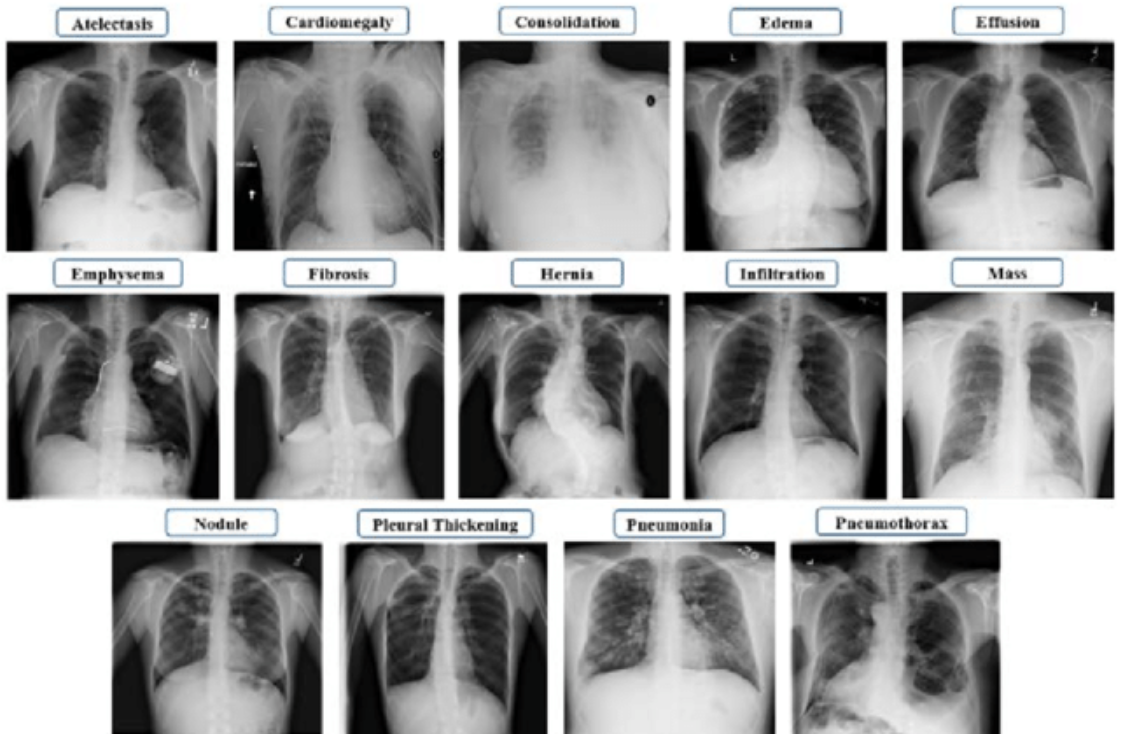 Atelectasis
Cardiomegaly
Consolidation
Edema
Effusion
Emphysema
Fibrosis
Hernia
Infiltration
Mass
Nodule
Pleural Thickening
Pneumonia
Pneumothorax